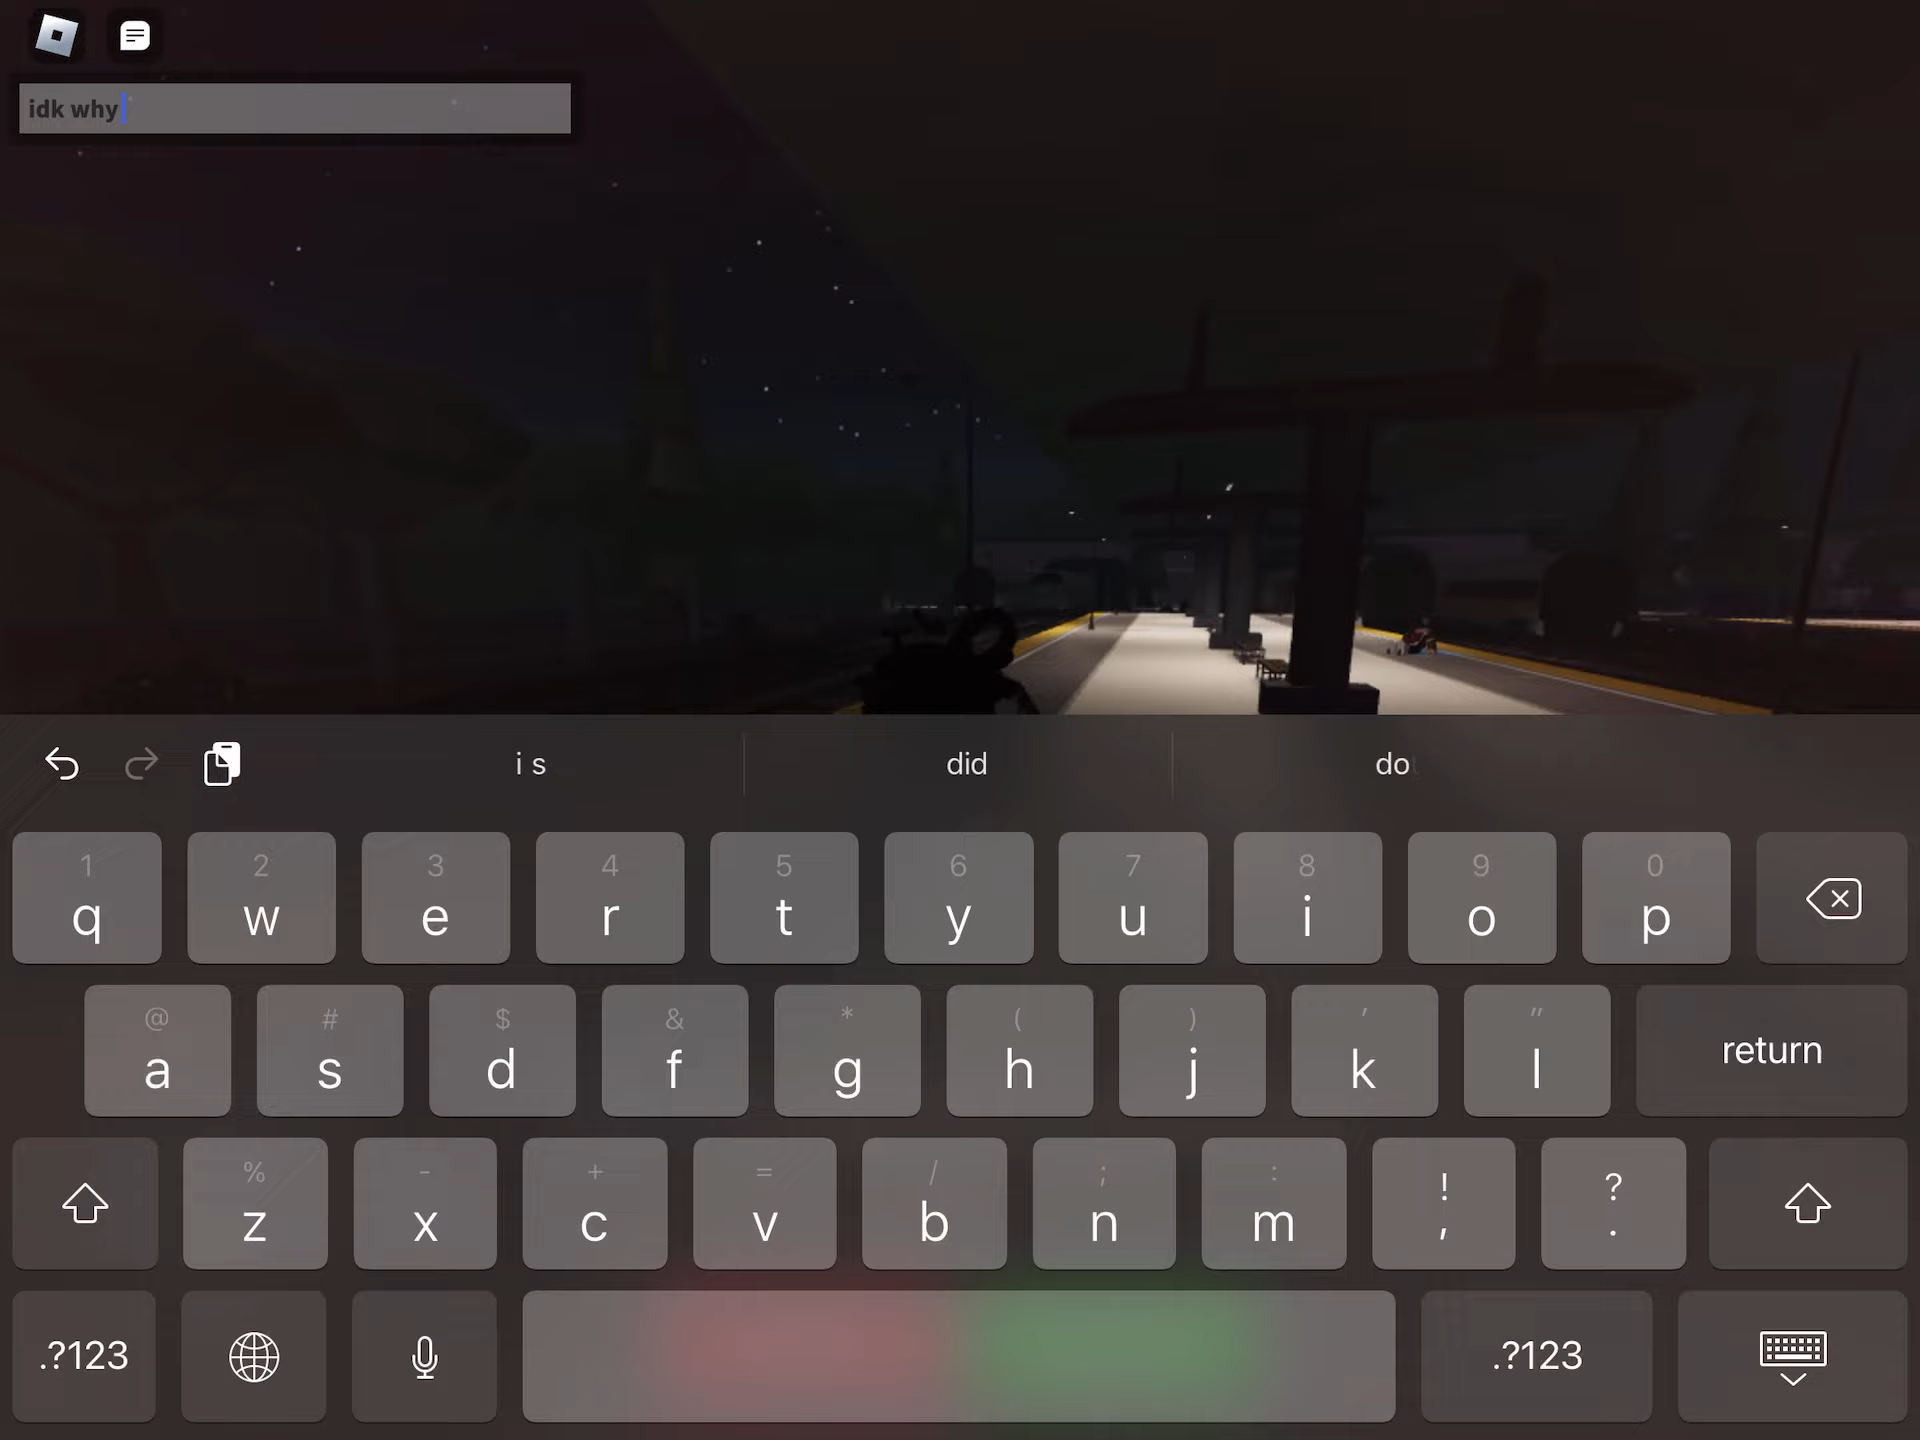 idk why
i s
did
do
1 2 3 4 5 6 7 8 9 0
q w e r t y u i o p
@ # $ & * ( ) ' "
a s d f g h j k l return
% - + = / ; : ! ?
z x c v b n m , .
.?123 .?123